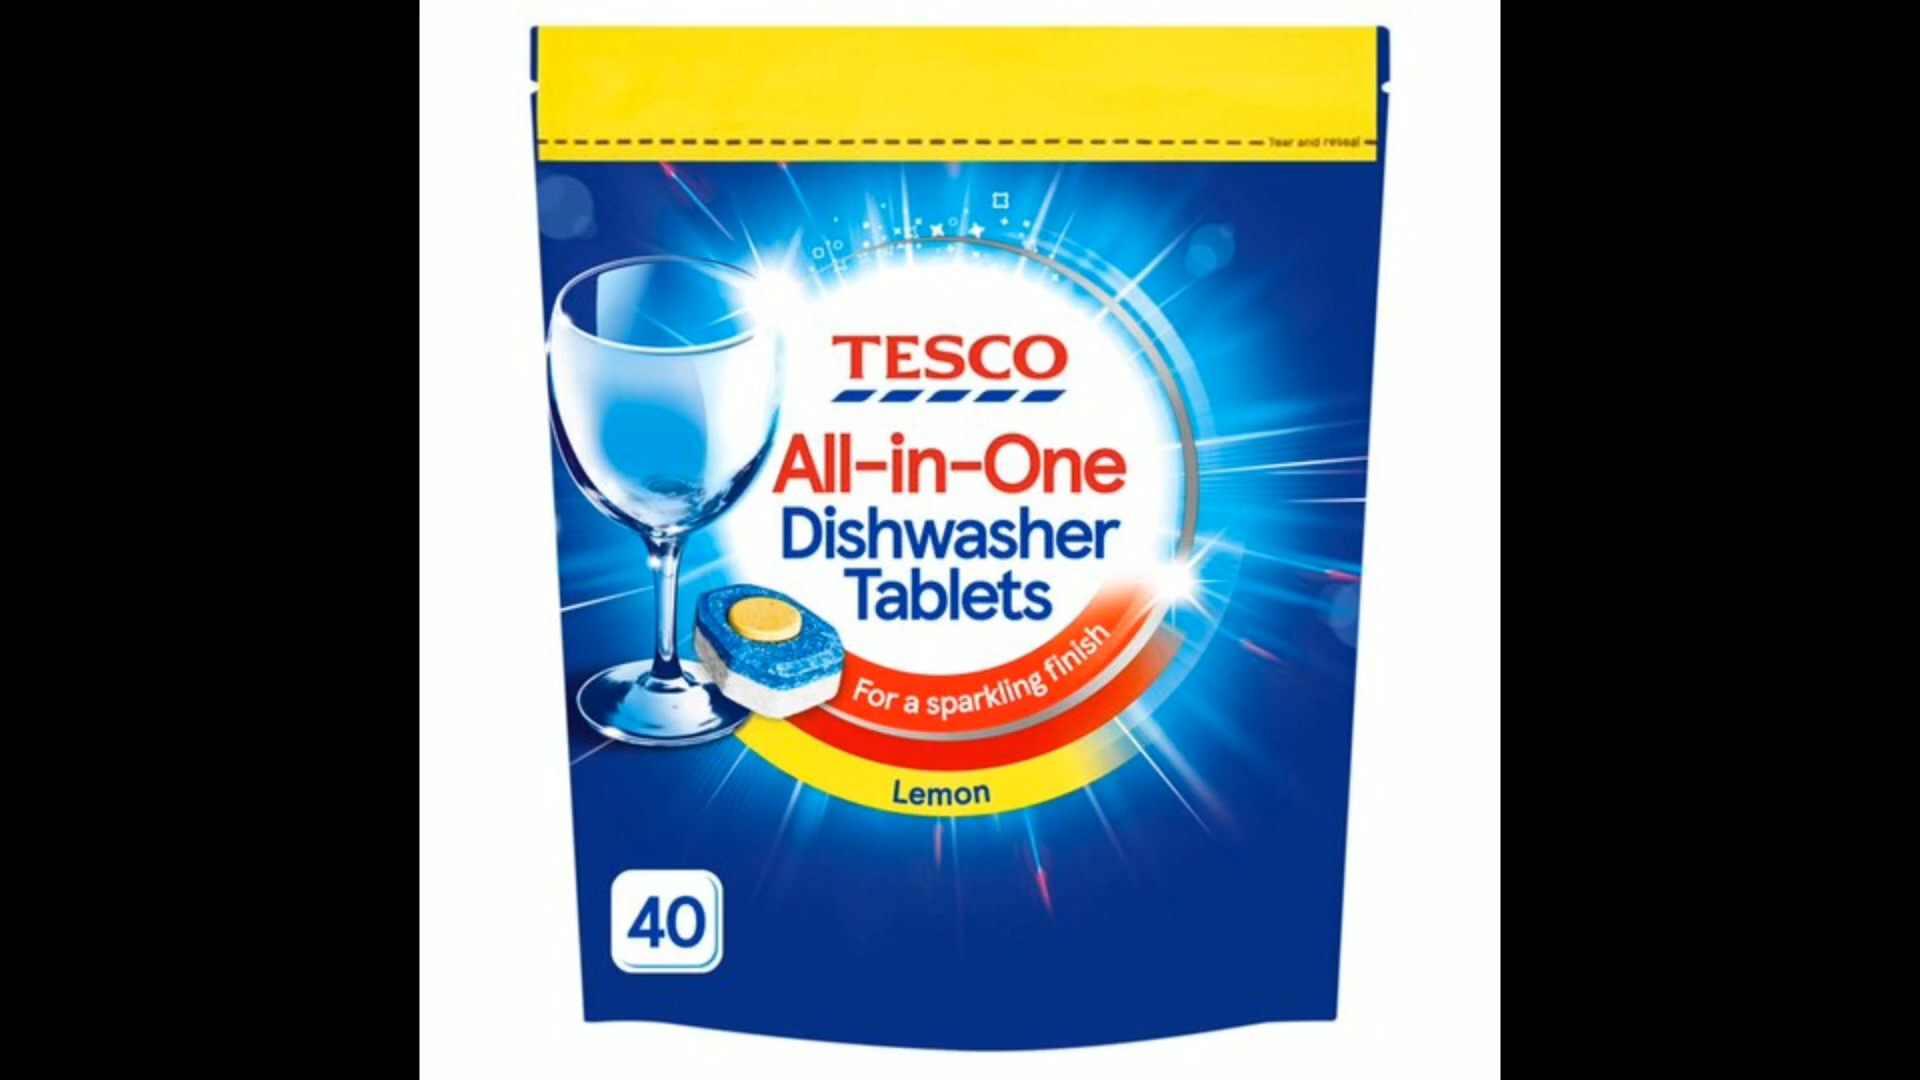 Tear and reseal
TESCO
All-in-One
Dishwasher
Tablets
For a sparkling finish
Lemon
40